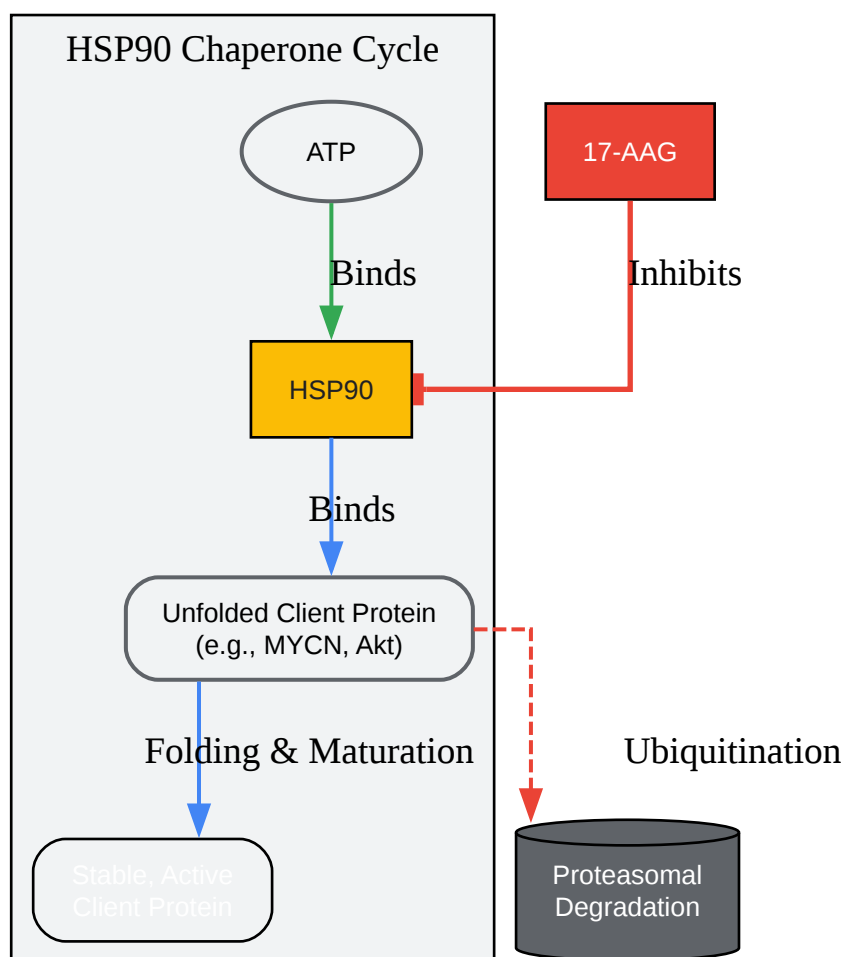 HSP90 Chaperone Cycle
ATP
17-AAG
Binds
Inhibits
HSP90
Binds
Unfolded Client Protein
(e.g., MYCN, Akt)
Folding & Maturation
Ubiquitination
Stable, Active
Client Protein
Proteasomal
Degradation